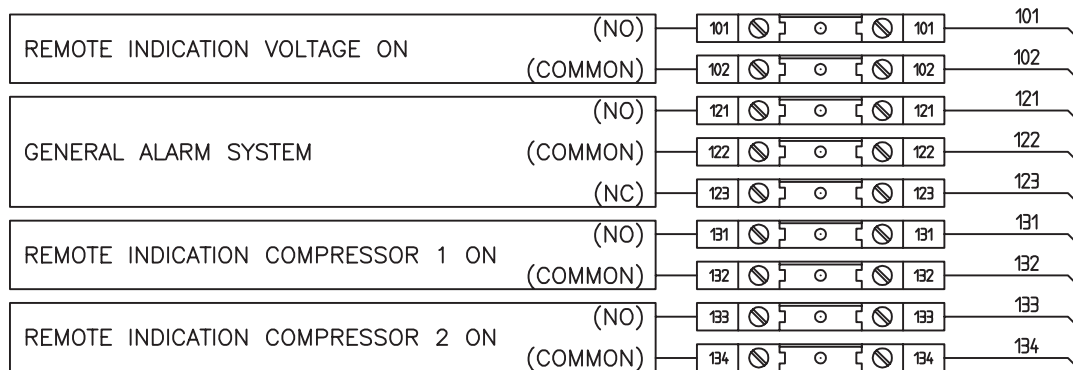 (NO) 101 101 101
REMOTE INDICATION VOLTAGE ON
(COMMON) 102 102 102
(NO) 121 121 121
GENERAL ALARM SYSTEM (COMMON) 122 122 122
(NC) 123 123 123
(NO) 131 131 131
REMOTE INDICATION COMPRESSOR 1 ON
(COMMON) 132 132 132
(NO) 133 133 133
REMOTE INDICATION COMPRESSOR 2 ON
(COMMON) 134 134 134